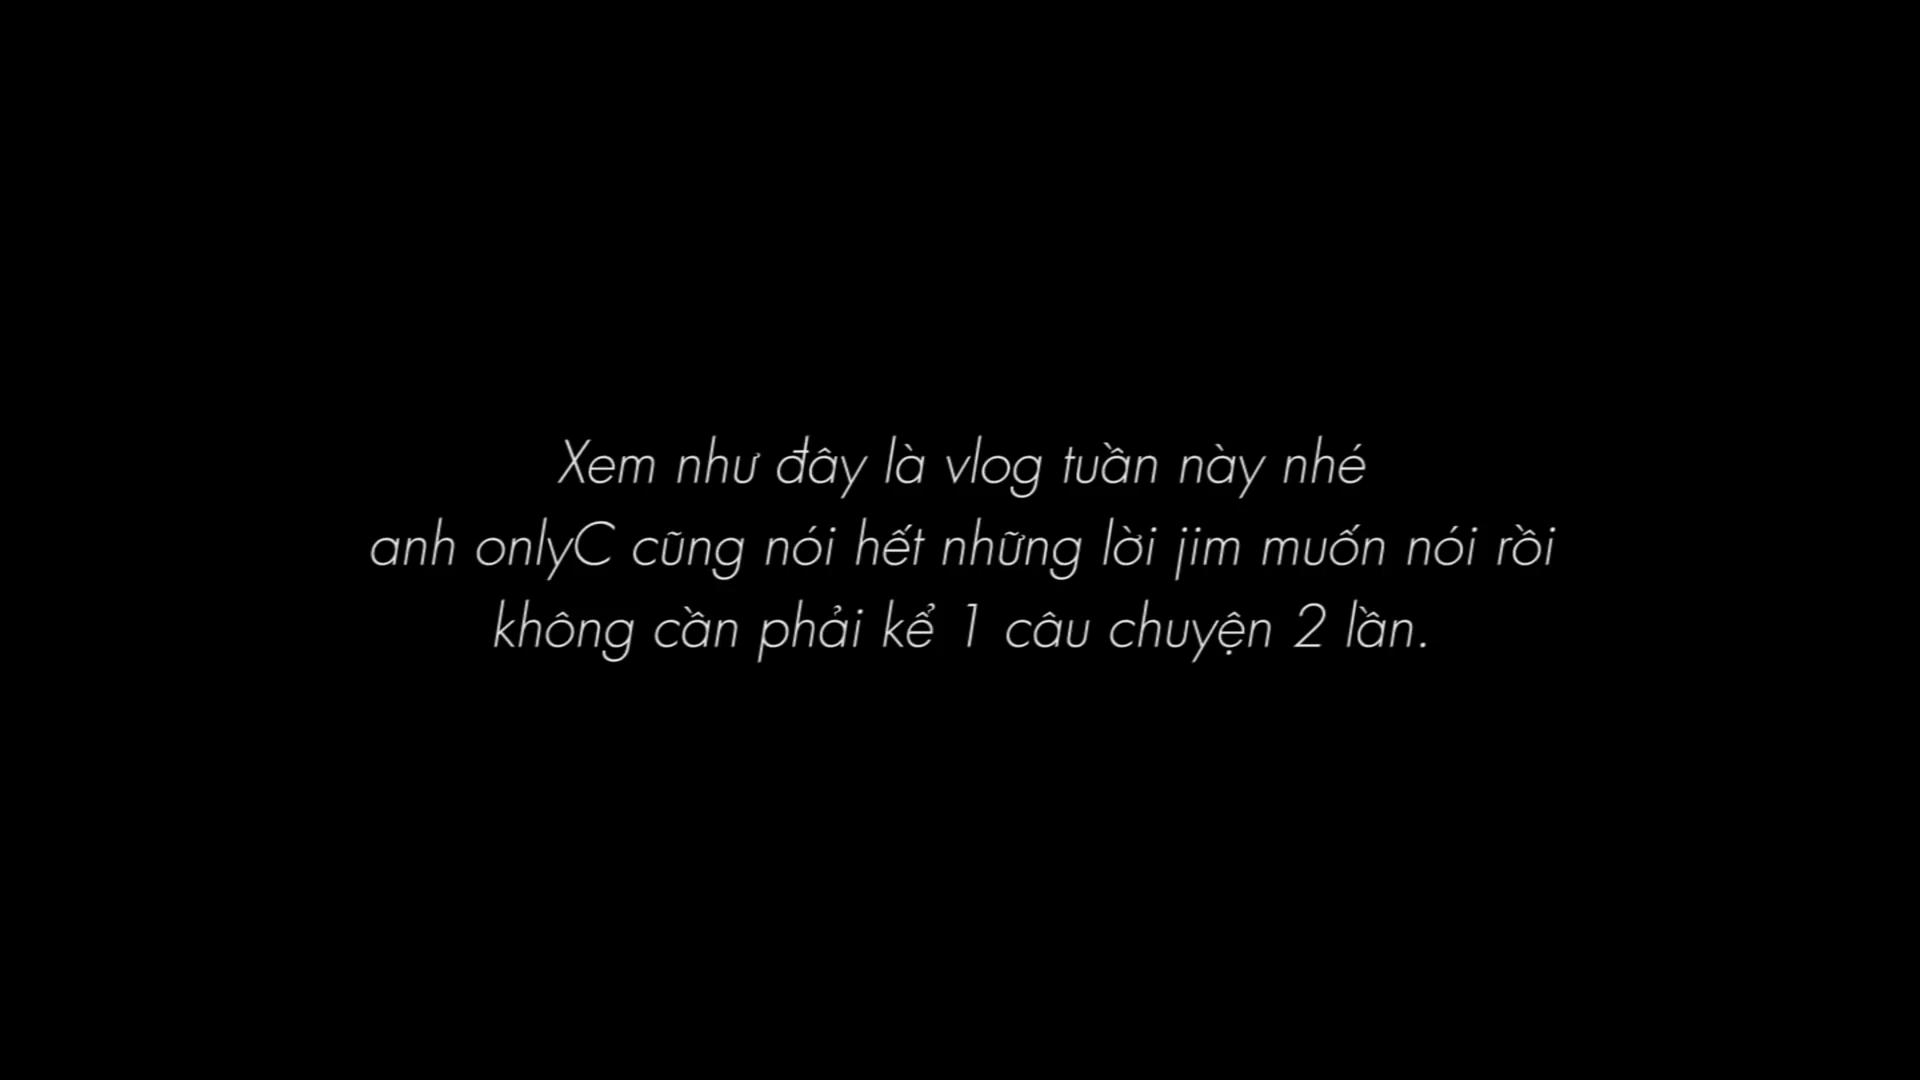 Xem như đây là vlog tuần này nhé
anh onlyC cũng nói hết những lời jim muốn nói rồi
không cần phải kể 1 câu chuyện 2 lần.